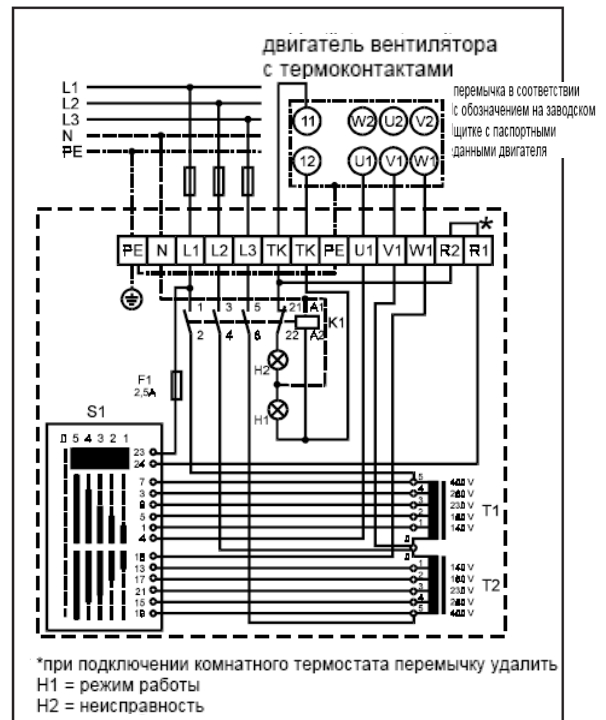 двигатель вентилятора
с термоконтактами
перемычка в соответствии
с обозначением на заводском
щитке с паспортными
данными двигателя
L1
L2
L3
N
PE
11 W2 U2 V2
12 U1 V1 W1
*
PE N L1 L2 L3 TK TK PE U1 V1 W1 R2 R1
1 3 5 21 A1
K1
2 4 6 22 A2
H2
F1
2,5A
H1
S1
0 5 4 3 2 1
23
24
7 5 400 V
3 4 280 V
9 3 230 V
5 2 180 V
1 1 140 V
4 0
T1
16 0
13 1 140 V
17 2 180 V
21 3 230 V
15 4 280 V
19 5 400 V
T2
*при подключении комнатного термостата перемычку удалить
H1 = режим работы
H2 = неисправность